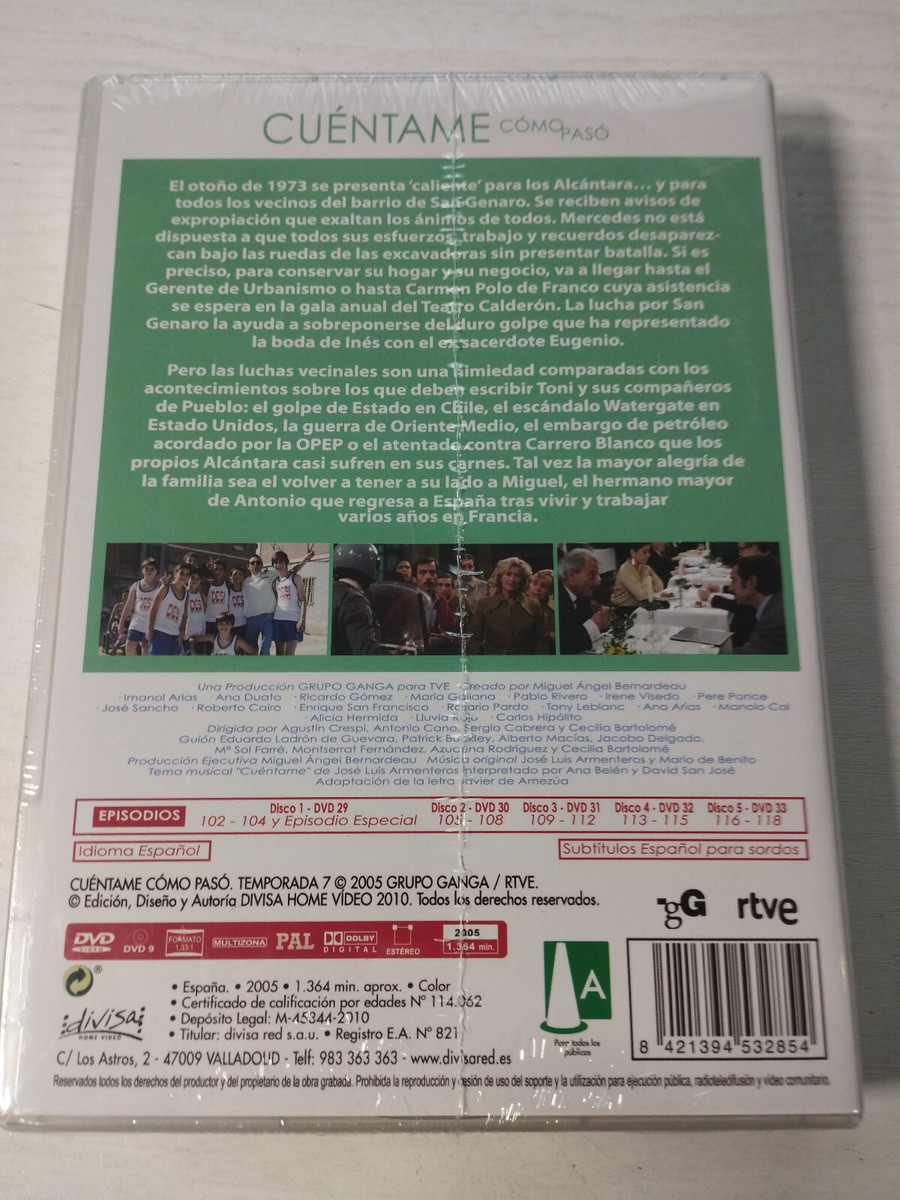 CUÉNTAME CÓMO PASÓ
El otoño de 1973 se presenta 'caliente' para los Alcántara... y para
todos los vecinos del barrio de San Genaro. Se reciben avisos de
expropiación que exaltan los ánimos de todos. Mercedes no está
dispuesta a que todos sus esfuerzos, trabajo y recuerdos desaparez-
can bajo las ruedas de las excavadoras sin presentar batalla. Si es
preciso, para conservar su hogar y su negocio, va a llegar hasta el
Gerente de Urbanismo o hasta Carmen Polo de Franco cuya asistencia
se espera en la gala anual del Teatro Calderón. La lucha por San
Genaro la ayuda a sobreponerse del duro golpe que ha representado
la boda de Inés con el exsacerdote Eugenio.
Pero las luchas vecinales son una nimiedad comparadas con los
acontecimientos sobre los que deben escribir Toni y sus compañeros
de Pueblo: el golpe de Estado en Chile, el escándalo Watergate en
Estado Unidos, la guerra de Oriente Medio, el embargo de petróleo
acordado por la OPEP o el atentado contra Carrero Blanco que los
propios Alcántara casi sufren en sus carnes. Tal vez la mayor alegría de
la familia sea el volver a tener a su lado a Miguel, el hermano mayor
de Antonio que regresa a España tras vivir y trabajar
varios años en Francia.
Una Producción GRUPO GANGA para TVE Creado por Miguel Ángel Bernardeau
· Imanol Arias · Ana Duato · Ricardo Gómez · María Galiana · Pablo Rivero · Irene Visedo · Pere Ponce
· José Sancho · Roberto Cairo · Enrique San Francisco · Rosario Pardo · Tony Leblanc · Ana Arias · Manolo Cal
· Alicia Hermida · Lluvia Rojo · Carlos Hipólito
Dirigida por Agustín Crespi, Antonio Cano, Sergio Cabrera y Cecilia Bartolomé
Guión Eduardo Ladrón de Guevara, Patrick Buckley, Alberto Macías, Jacobo Delgado,
Mª Sol Farré, Montserrat Fernández, Azucena Rodríguez y Cecilia Bartolomé
Producción Ejecutiva Miguel Ángel Bernardeau Música original José Luis Armenteros y Mario de Benito
Tema musical "Cuéntame" de José Luis Armenteros interpretado por Ana Belén y David San José
Adaptación de la letra Javier de Amezúa
EPISODIOS
Disco 1 - DVD 29 Disco 2 - DVD 30 Disco 3 - DVD 31 Disco 4 - DVD 32 Disco 5 - DVD 33
102 - 104 y Episodio Especial 105 - 108 109 - 112 113 - 115 116 - 118
Idioma Español
Subtítulos Español para sordos
CUÉNTAME CÓMO PASÓ. TEMPORADA 7 © 2005 GRUPO GANGA / RTVE.
© Edición, Diseño y Autoría DIVISA HOME VÍDEO 2010. Todos los derechos reservados.
gG rtve
DVD VIDEO DVD 9 FORMATO 1.33:1 MULTIZONA PAL DOLBY DIGITAL ESTÉREO 2005 1.364 min.
• España. • 2005 • 1.364 min. aprox. • Color
• Certificado de calificación por edades Nº 114.062
• Depósito Legal: M-45344-2010
• Titular: divisa red s.a.u. • Registro E.A. Nº 821
divisa HOME VIDEO
A
Para todos los públicos
8 421394 532854
C/ Los Astros, 2 - 47009 VALLADOLID - Telf: 983 363 363 - www.divisared.es
Reservados todos los derechos del productor y del propietario de la obra grabada. Prohibida la reproducción y cesión de uso del soporte y la utilización para ejecución pública, radioteledifusión y video comunitario.